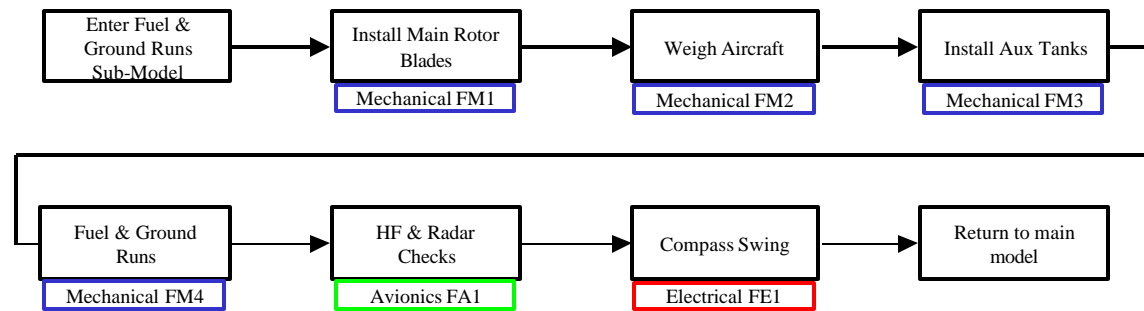 Enter Fuel &
Ground Runs
Sub-Model
Install Main Rotor
Blades
Mechanical FM1
Weigh Aircraft
Mechanical FM2
Install Aux Tanks
Mechanical FM3
Fuel & Ground
Runs
Mechanical FM4
HF & Radar
Checks
Avionics FA1
Compass Swing
Electrical FE1
Return to main
model